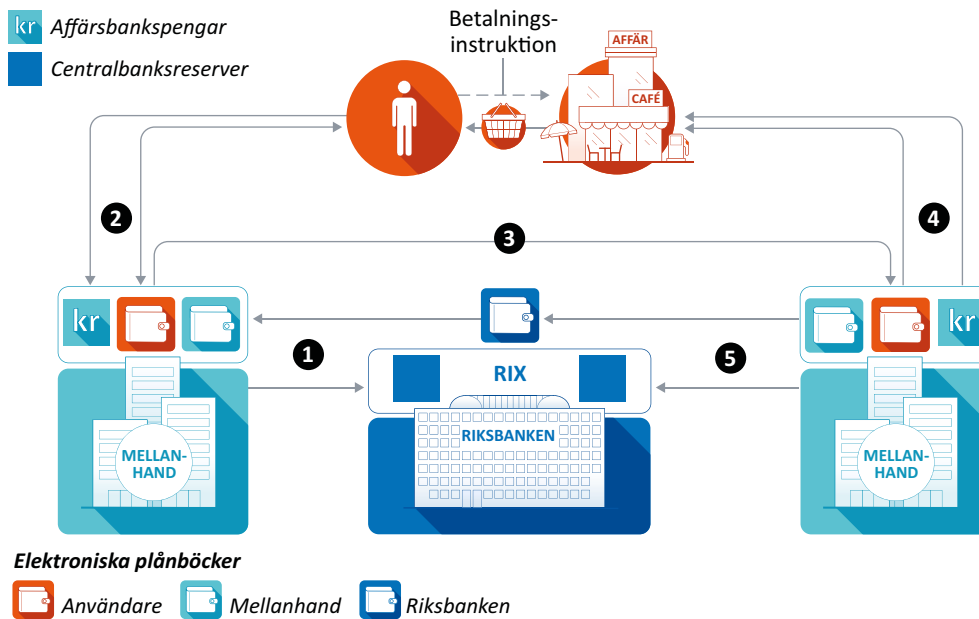 kr Affärsbankspengar
Centralbanksreserver
Betalnings-
instruktion
AFFÄR
CAFÉ
2
3
4
kr
kr
1
5
RIX
RIKSBANKEN
MELLAN-
HAND
MELLAN-
HAND
Elektroniska plånböcker
Användare
Mellanhand
Riksbanken